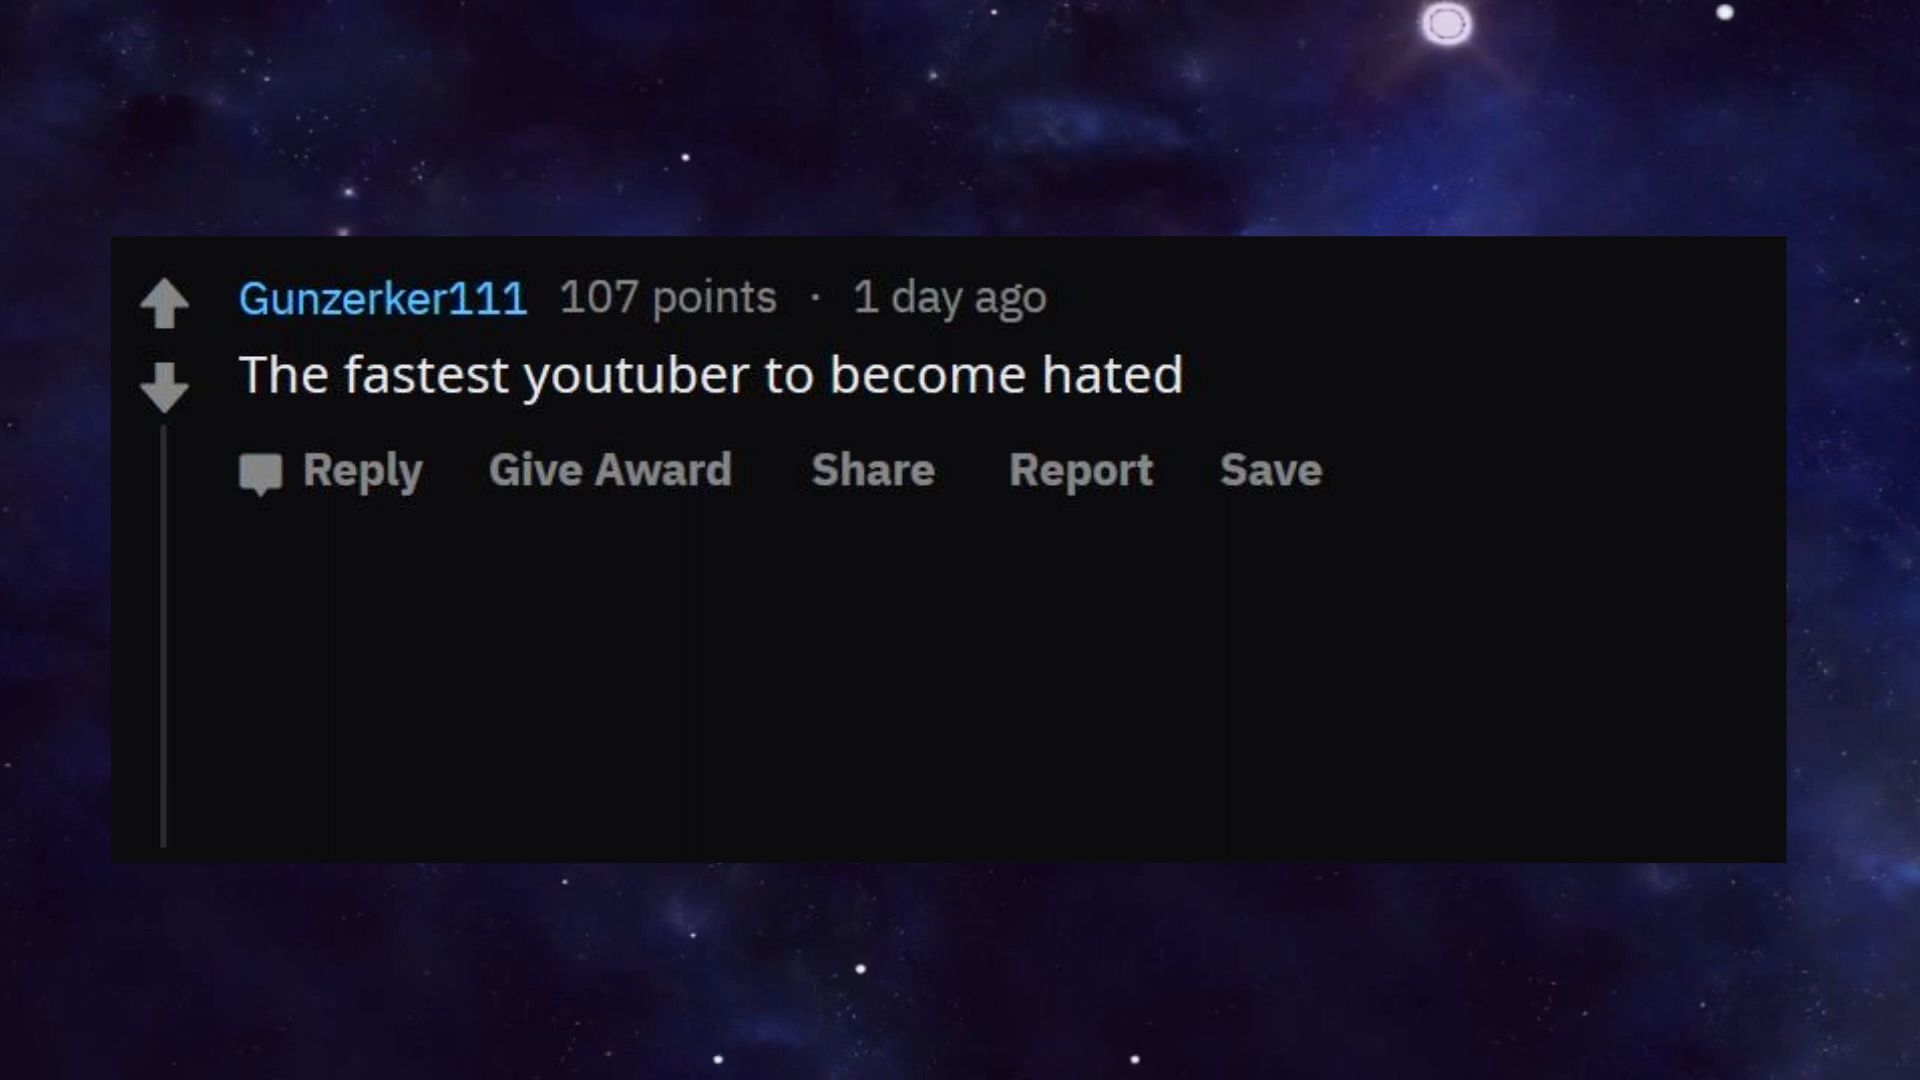 Gunzerker111 107 points · 1 day ago
The fastest youtuber to become hated
Reply Give Award Share Report Save